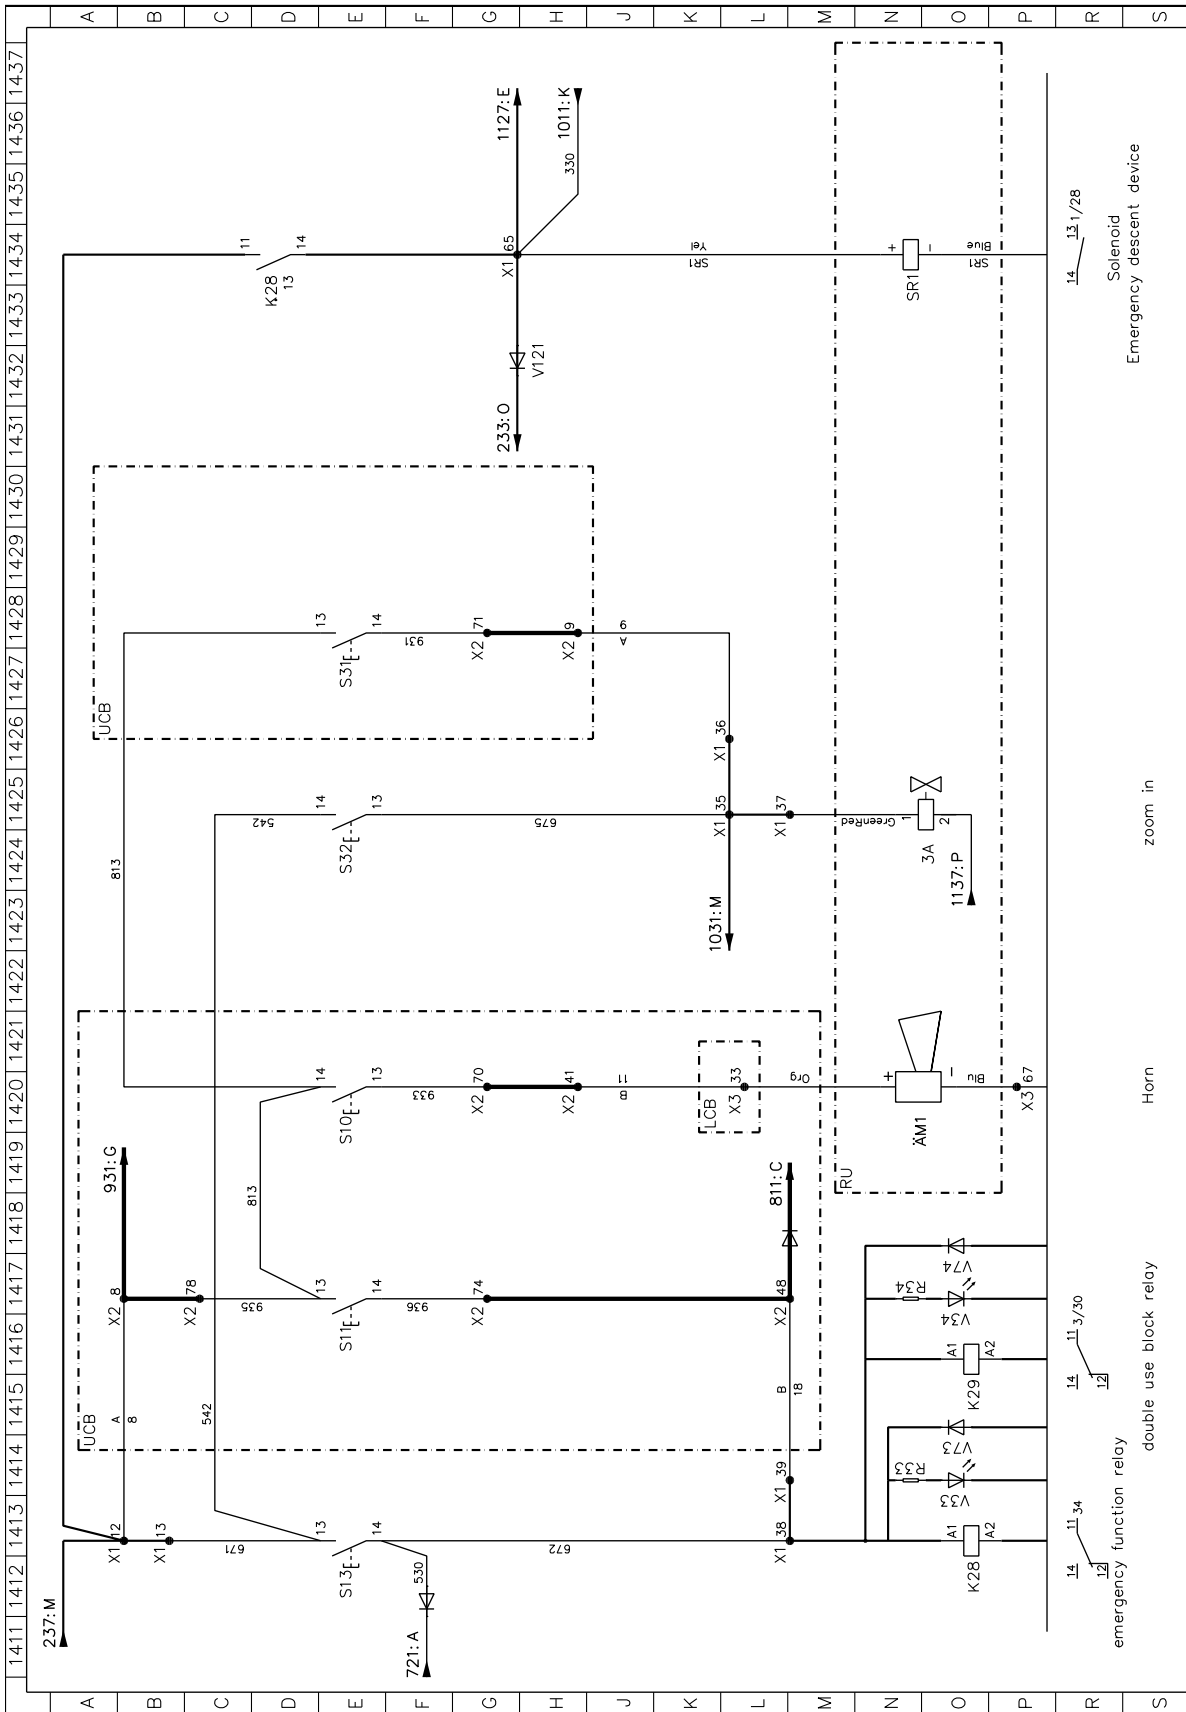 A B C D E F G H J K L M N O P R S
1411 1412 1413 1414 1415 1416 1417 1418 1419 1420 1421 1422 1423 1424 1425 1426 1427 1428 1429 1430 1431 1432 1433 1434 1435 1436 1437
237:M
X1 12
X1 13
671
S13
13
14
721:A
530
672
X1 38
X1 39
K28
A1
A2
V33
R33
V73
14
11 34
12
emergency function relay
542
UCB
A
8
X2 8
931:G
X2 78
935
S11
13
14
936
X2 74
X2 48
811:C
B
18
K29
A1
A2
V34
R34
V74
14
11 3/30
12
double use block relay
813
S10
14
13
933
X2 70
X2 41
B
11
LCB
X3 33
Org
RU
ÄM1
+
–
Blu
X3 67
Horn
813
542
S32
14
13
675
X1 35
X1 36
X1 37
1031:M
GreenRed
1
2
3A
1137:P
zoom in
UCB
S31
13
14
931
X2 71
X2 9
A
9
K28
13
11
14
X1 65
233:O
V121
1127:E
1011:K
330
SR1
Yel
SR1
+
–
SR1
Blue
14
13 1/28
Solenoid
Emergency descent device
A B C D E F G H J K L M N O P R S